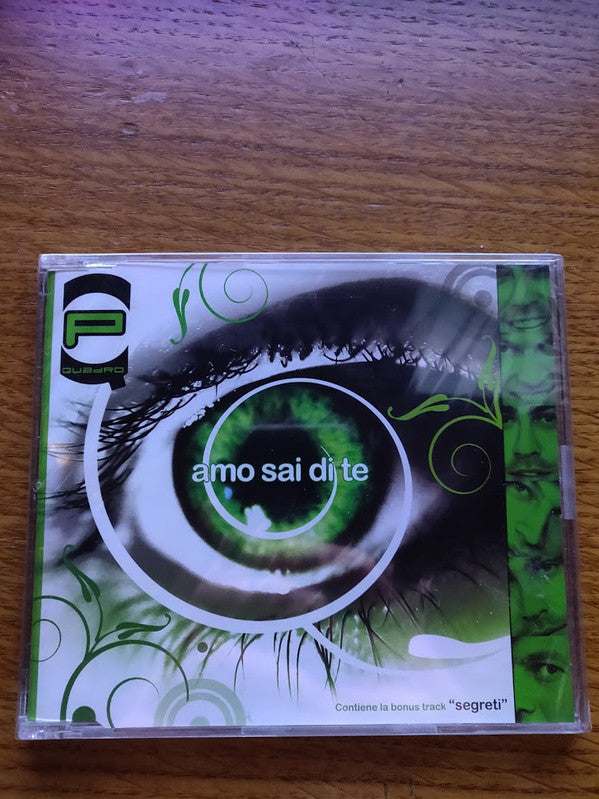 P
QUADRO
amo sai di te
Contiene la bonus track "segreti"